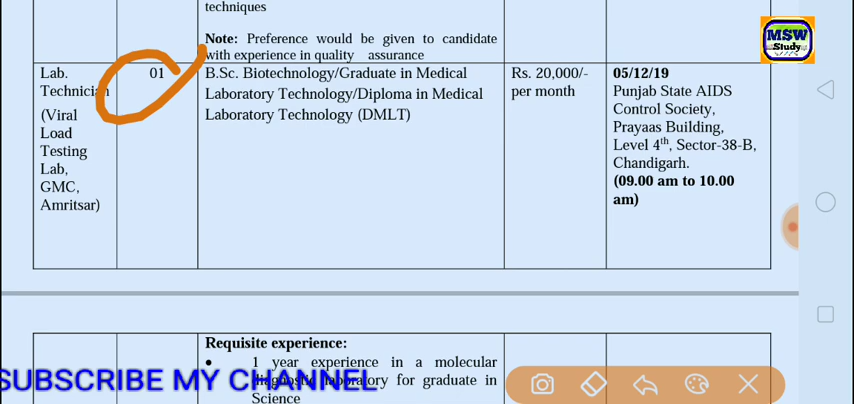 techniques
Note: Preference would be given to candidate
with experience in quality assurance
MSW
Study
Lab.
Technician
(Viral
Load
Testing
Lab,
GMC,
Amritsar)
01
B.Sc. Biotechnology/Graduate in Medical
Laboratory Technology/Diploma in Medical
Laboratory Technology (DMLT)
Rs. 20,000/-
per month
05/12/19
Punjab State AIDS
Control Society,
Prayaas Building,
Level 4th, Sector-38-B,
Chandigarh.
(09.00 am to 10.00
am)
Requisite experience:
• 1 year experience in a molecular
diagnostic laboratory for graduate in
Science
SUBSCRIBE MY CHANNEL